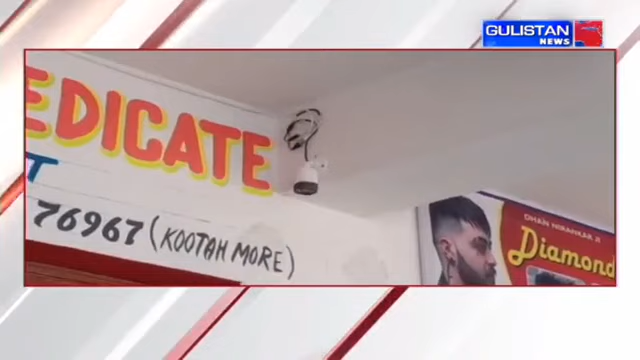 GULISTAN
NEWS
EDICATE
T
76967 (KOOTAH MORE)
DHAN NIRANKAR JI
Diamond